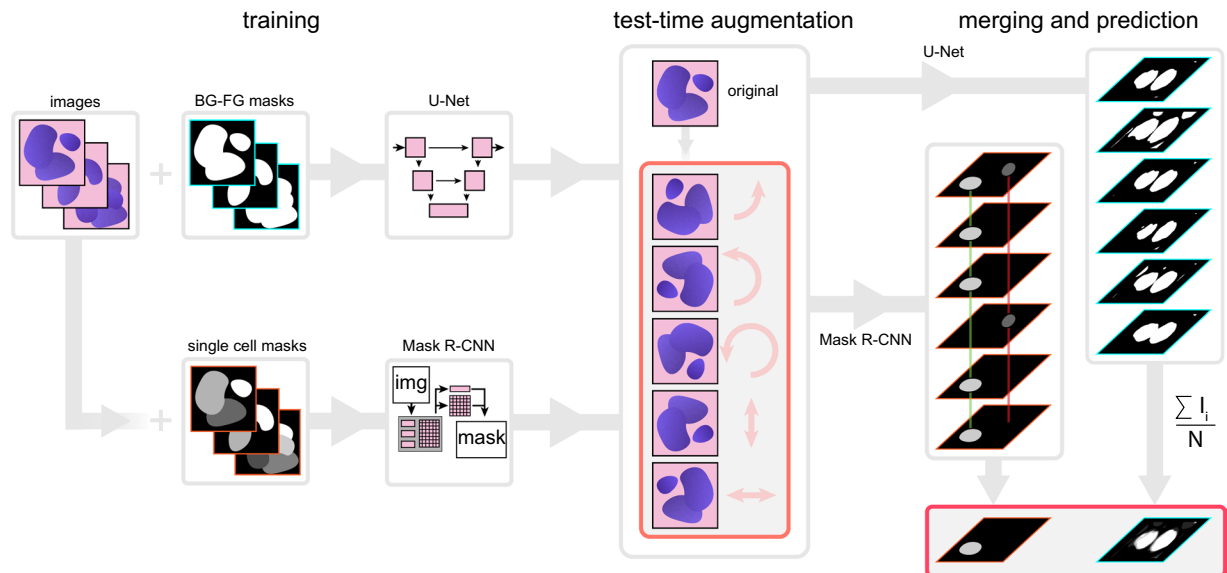 training
test-time augmentation
merging and prediction
images
BG-FG masks
U-Net
original
U-Net
single cell masks
Mask R-CNN
img
mask
Mask R-CNN
∑ I_i
N